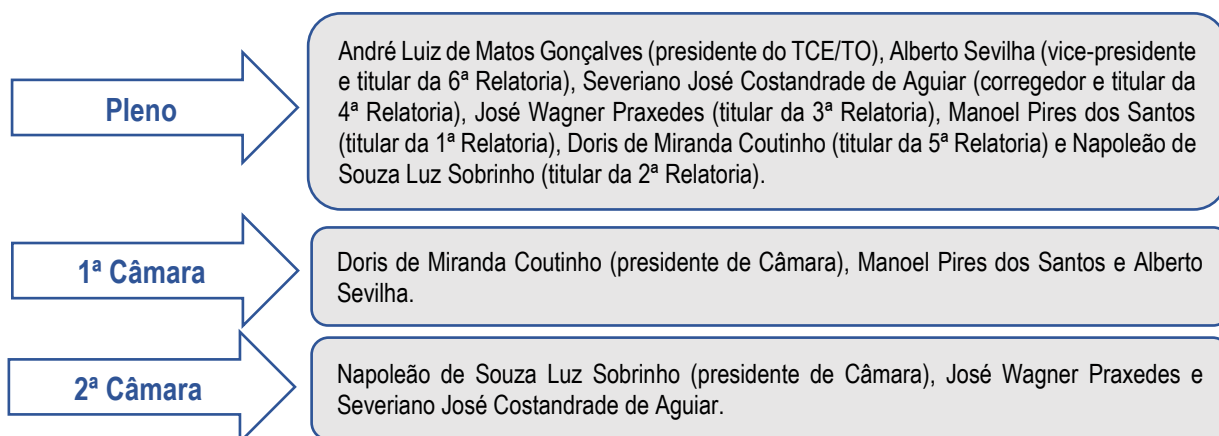 Pleno
André Luiz de Matos Gonçalves (presidente do TCE/TO), Alberto Sevilha (vice-presidente
e titular da 6ª Relatoria), Severiano José Costandrade de Aguiar (corregedor e titular da
4ª Relatoria), José Wagner Praxedes (titular da 3ª Relatoria), Manoel Pires dos Santos
(titular da 1ª Relatoria), Doris de Miranda Coutinho (titular da 5ª Relatoria) e Napoleão de
Souza Luz Sobrinho (titular da 2ª Relatoria).
1ª Câmara
Doris de Miranda Coutinho (presidente de Câmara), Manoel Pires dos Santos e Alberto
Sevilha.
2ª Câmara
Napoleão de Souza Luz Sobrinho (presidente de Câmara), José Wagner Praxedes e
Severiano José Costandrade de Aguiar.